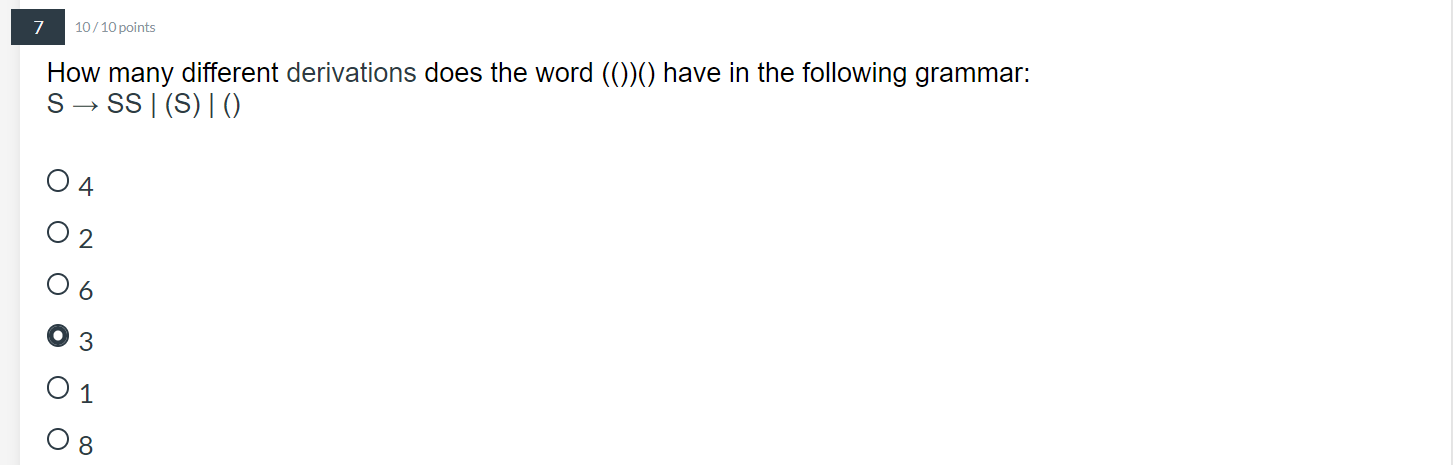 7
10 / 10 points
How many different derivations does the word (())() have in the following grammar:
S → SS | (S) | ()
4
2
6
3
1
8